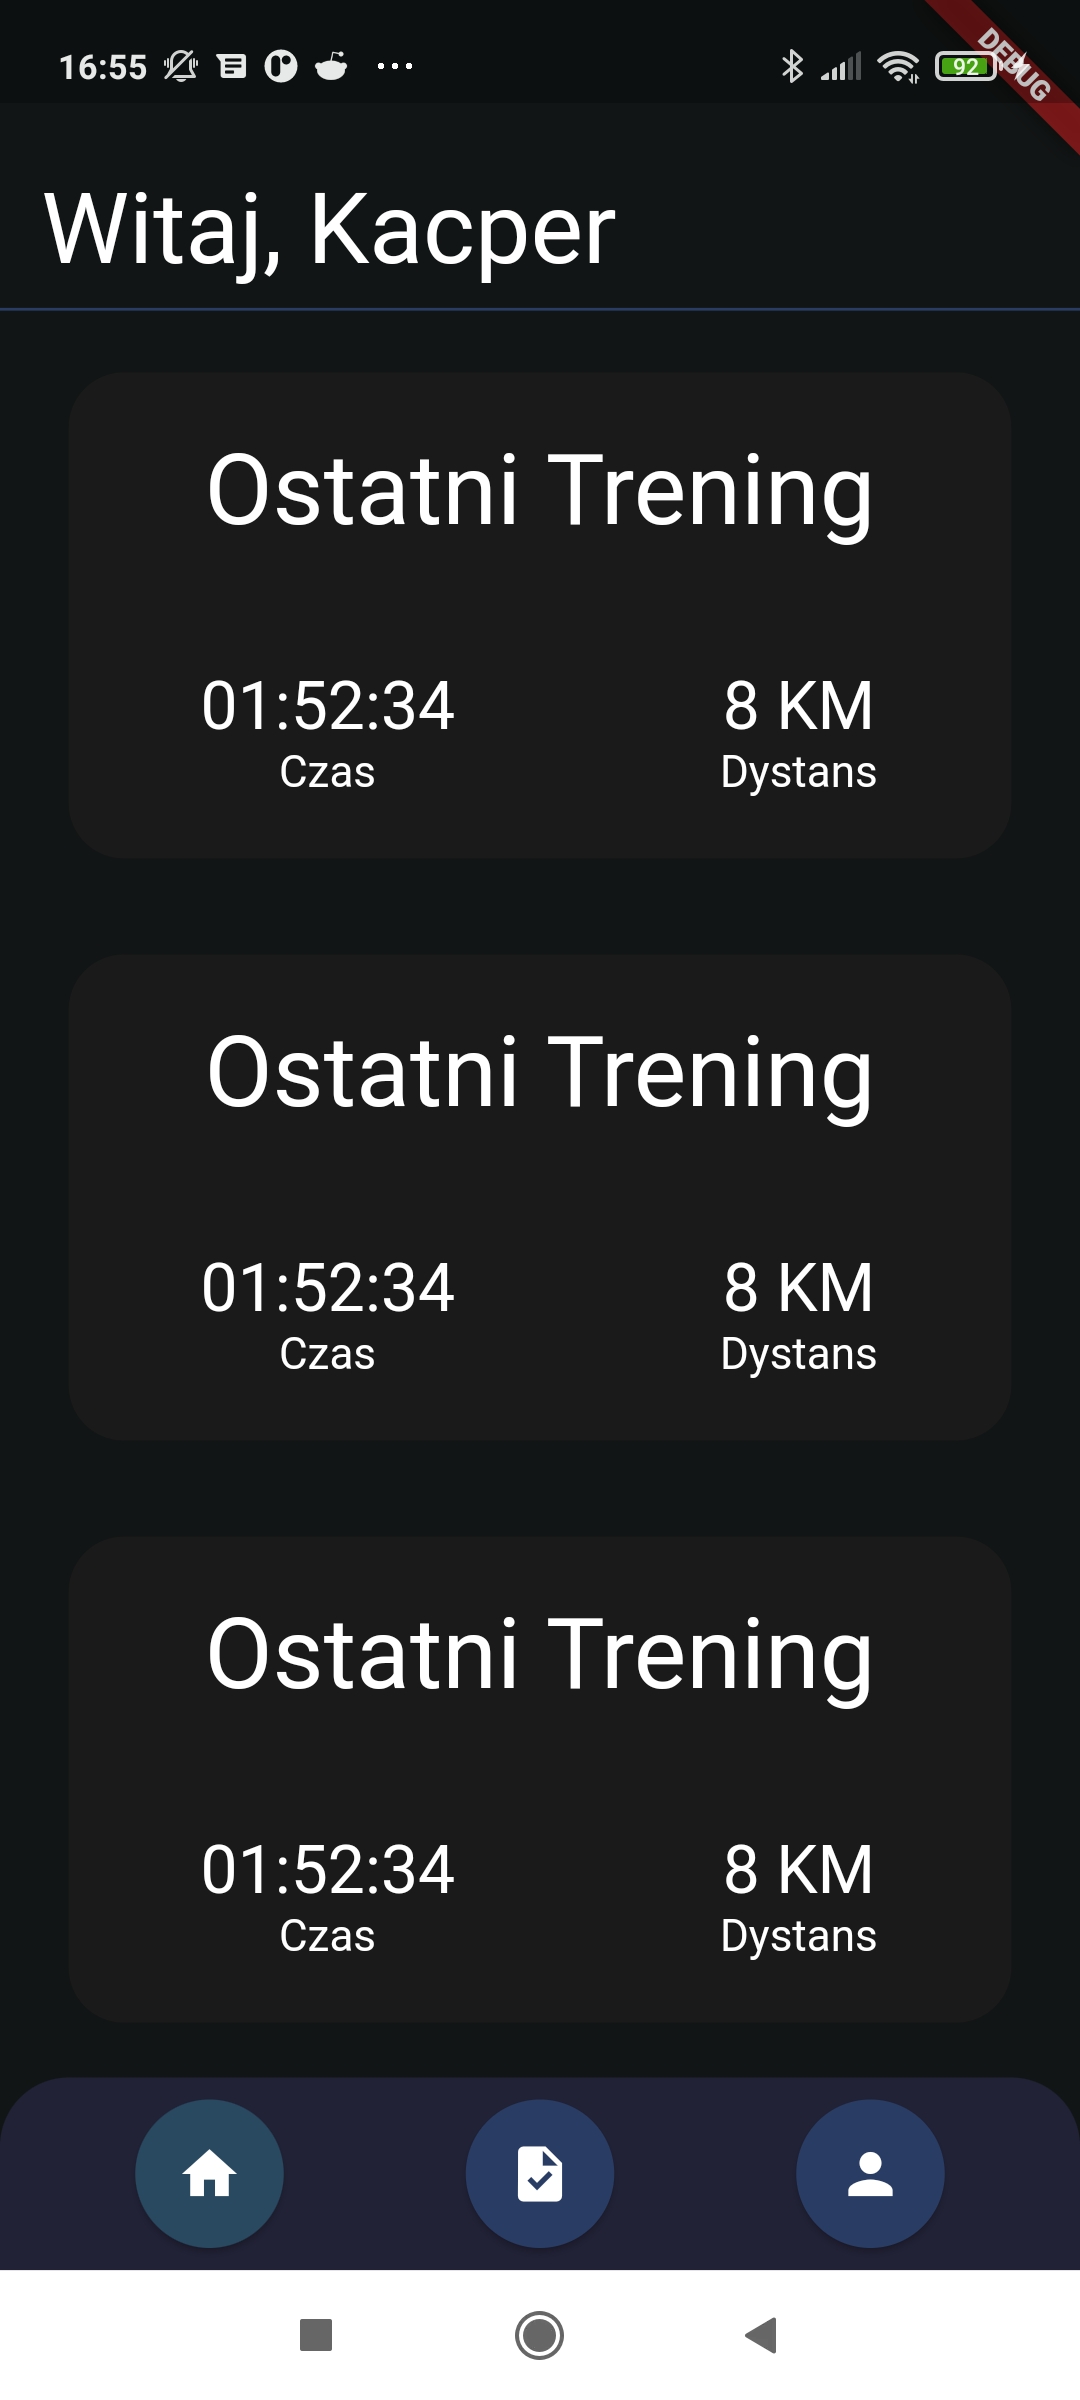 16:55
92
DEBUG
Witaj, Kacper
Ostatni Trening
01:52:34 8 KM
Czas Dystans
Ostatni Trening
01:52:34 8 KM
Czas Dystans
Ostatni Trening
01:52:34 8 KM
Czas Dystans